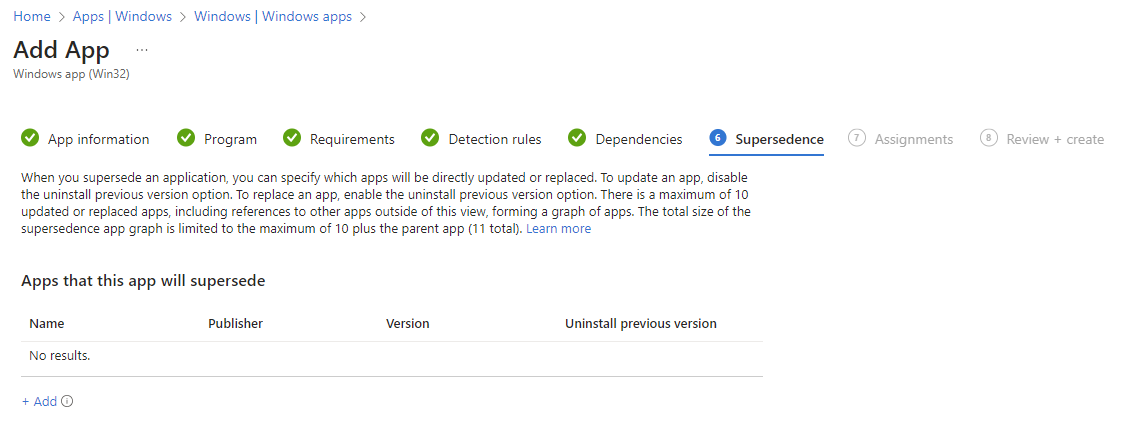 Home > Apps | Windows > Windows | Windows apps >
Add App ...
Windows app (Win32)
App information Program Requirements Detection rules Dependencies 6 Supersedence 7 Assignments 8 Review + create
When you supersede an application, you can specify which apps will be directly updated or replaced. To update an app, disable
the uninstall previous version option. To replace an app, enable the uninstall previous version option. There is a maximum of 10
updated or replaced apps, including references to other apps outside of this view, forming a graph of apps. The total size of the
supersedence app graph is limited to the maximum of 10 plus the parent app (11 total). Learn more
Apps that this app will supersede
Name Publisher Version Uninstall previous version
No results.
+ Add